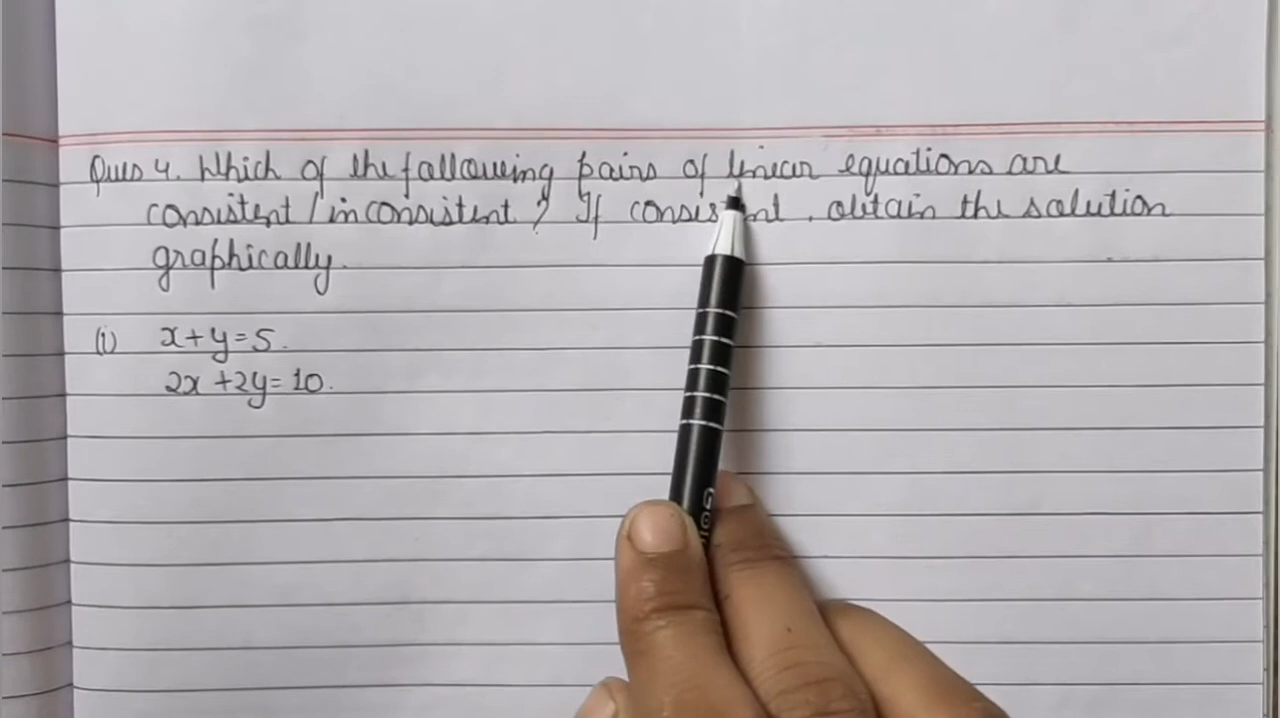 Ques 4. Which of the following pairs of linear equations are
consistent / inconsistent ? If consistent, obtain the solution
graphically.
(i) x+y=5.
2x+2y=10.